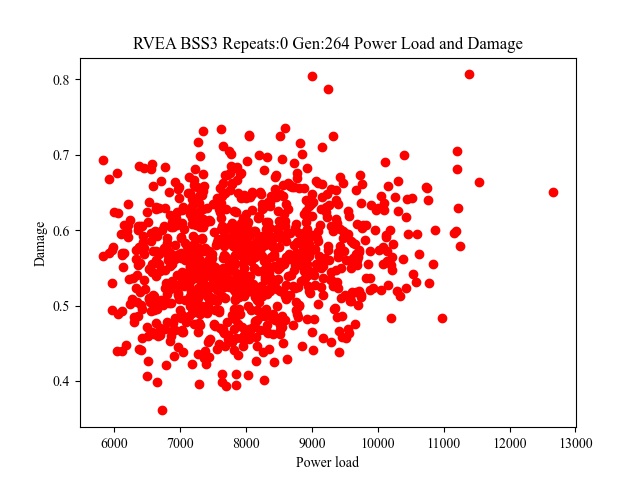 RVEA BSS3 Repeats:0 Gen:264 Power Load and Damage
0.8
0.7
0.6
0.5
0.4
Damage
6000 7000 8000 9000 10000 11000 12000 13000
Power load